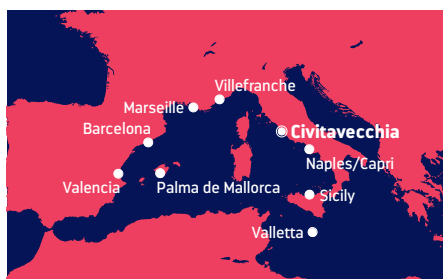 Villefranche
Marseille
Civitavecchia
Barcelona
Naples/Capri
Valencia
Palma de Mallorca
Sicily
Valletta